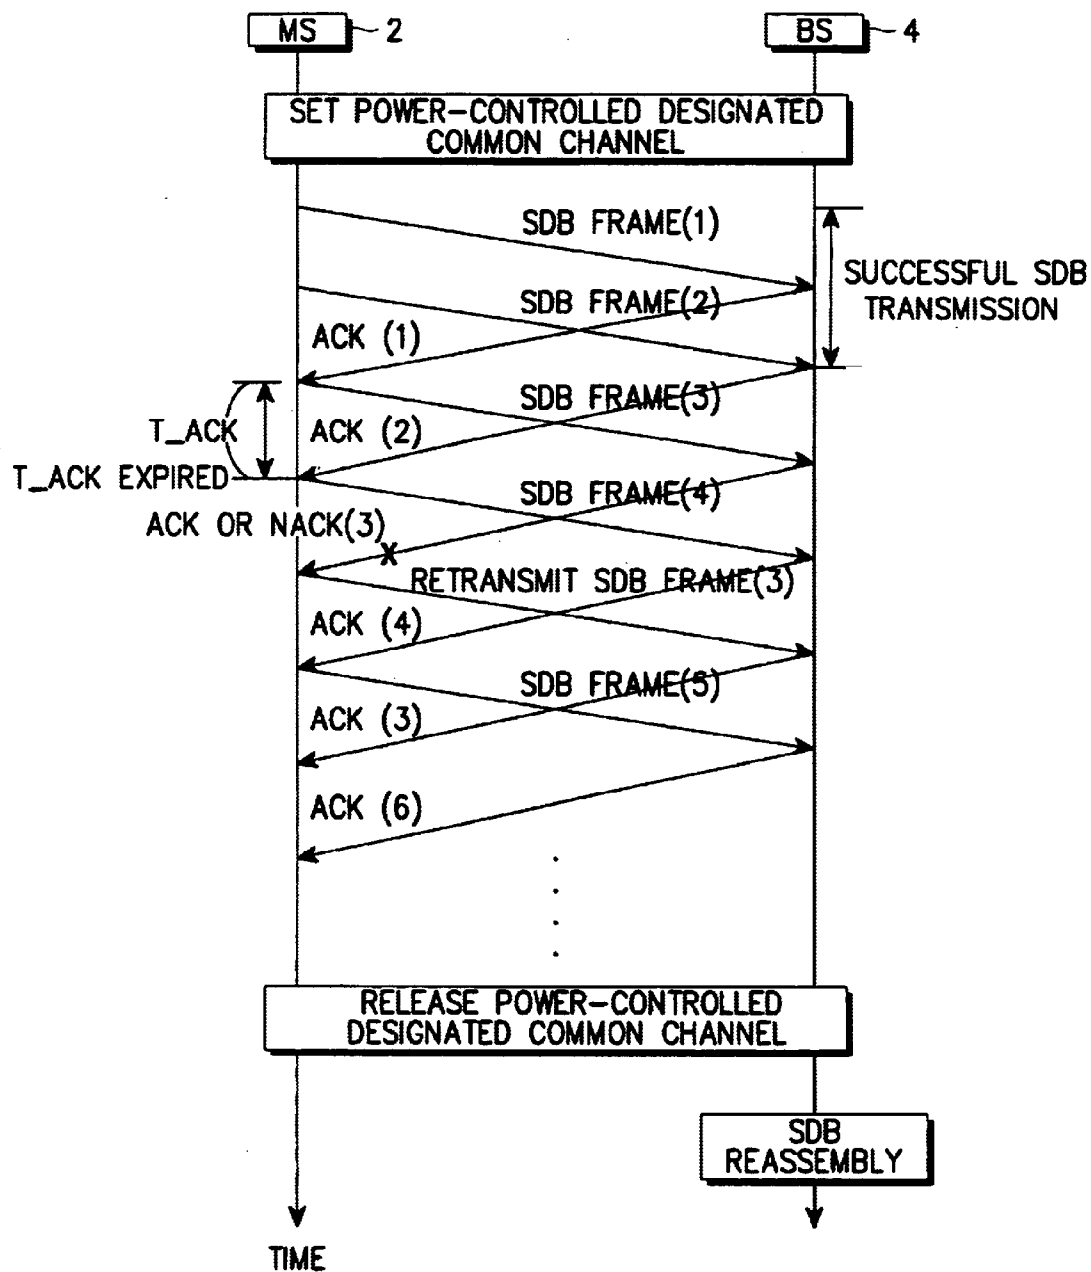 MS 2
BS 4
SET POWER-CONTROLLED DESIGNATED
COMMON CHANNEL
SDB FRAME(1)
SUCCESSFUL SDB
TRANSMISSION
SDB FRAME(2)
ACK (1)
SDB FRAME(3)
T_ACK
ACK (2)
T_ACK EXPIRED
SDB FRAME(4)
ACK OR NACK(3)
X
RETRANSMIT SDB FRAME(3)
ACK (4)
SDB FRAME(5)
ACK (3)
ACK (6)
RELEASE POWER-CONTROLLED
DESIGNATED COMMON CHANNEL
SDB
REASSEMBLY
TIME